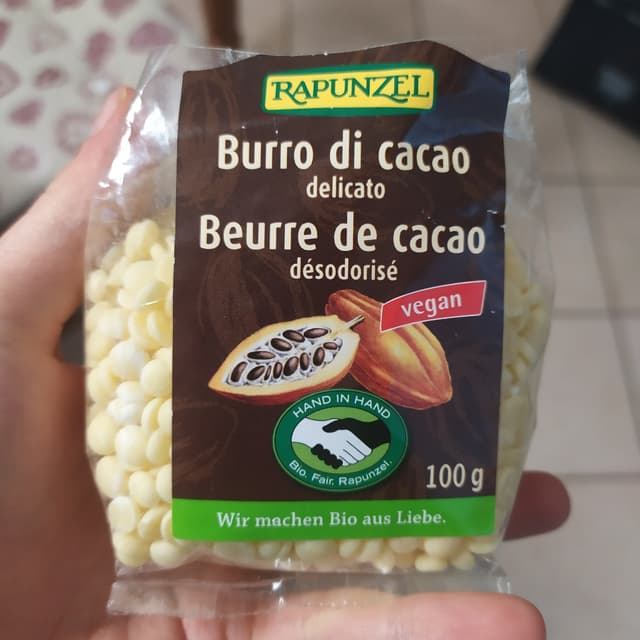 RAPUNZEL
Burro di cacao
delicato
Beurre de cacao
désodorisé
vegan
HAND IN HAND
Bio. Fair. Rapunzel.
100 g
Wir machen Bio aus Liebe.